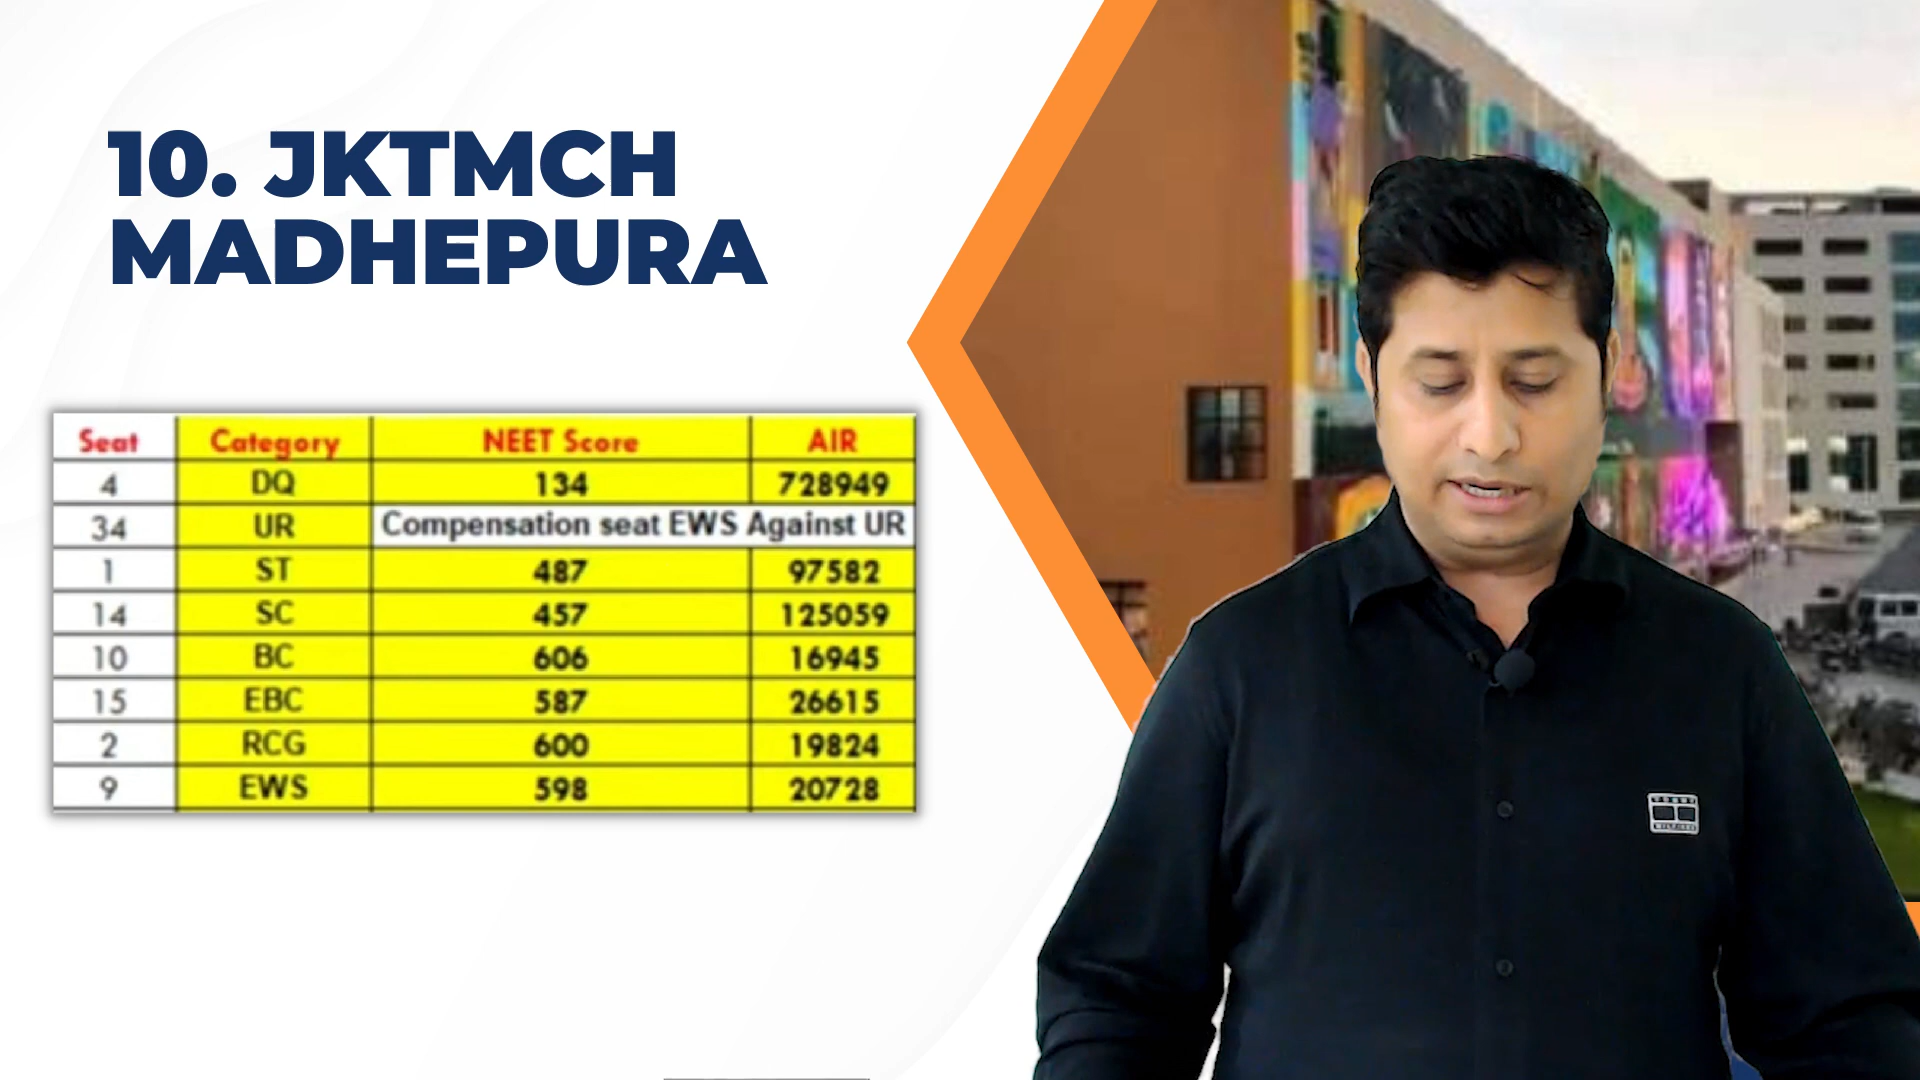 10. JKTMCH
MADHEPURA
Seat Category NEET Score AIR
4 DQ 134 728949
34 UR Compensation seat EWS Against UR
1 ST 487 97582
14 SC 457 125059
10 BC 606 16945
15 EBC 587 26615
2 RCG 600 19824
9 EWS 598 20728